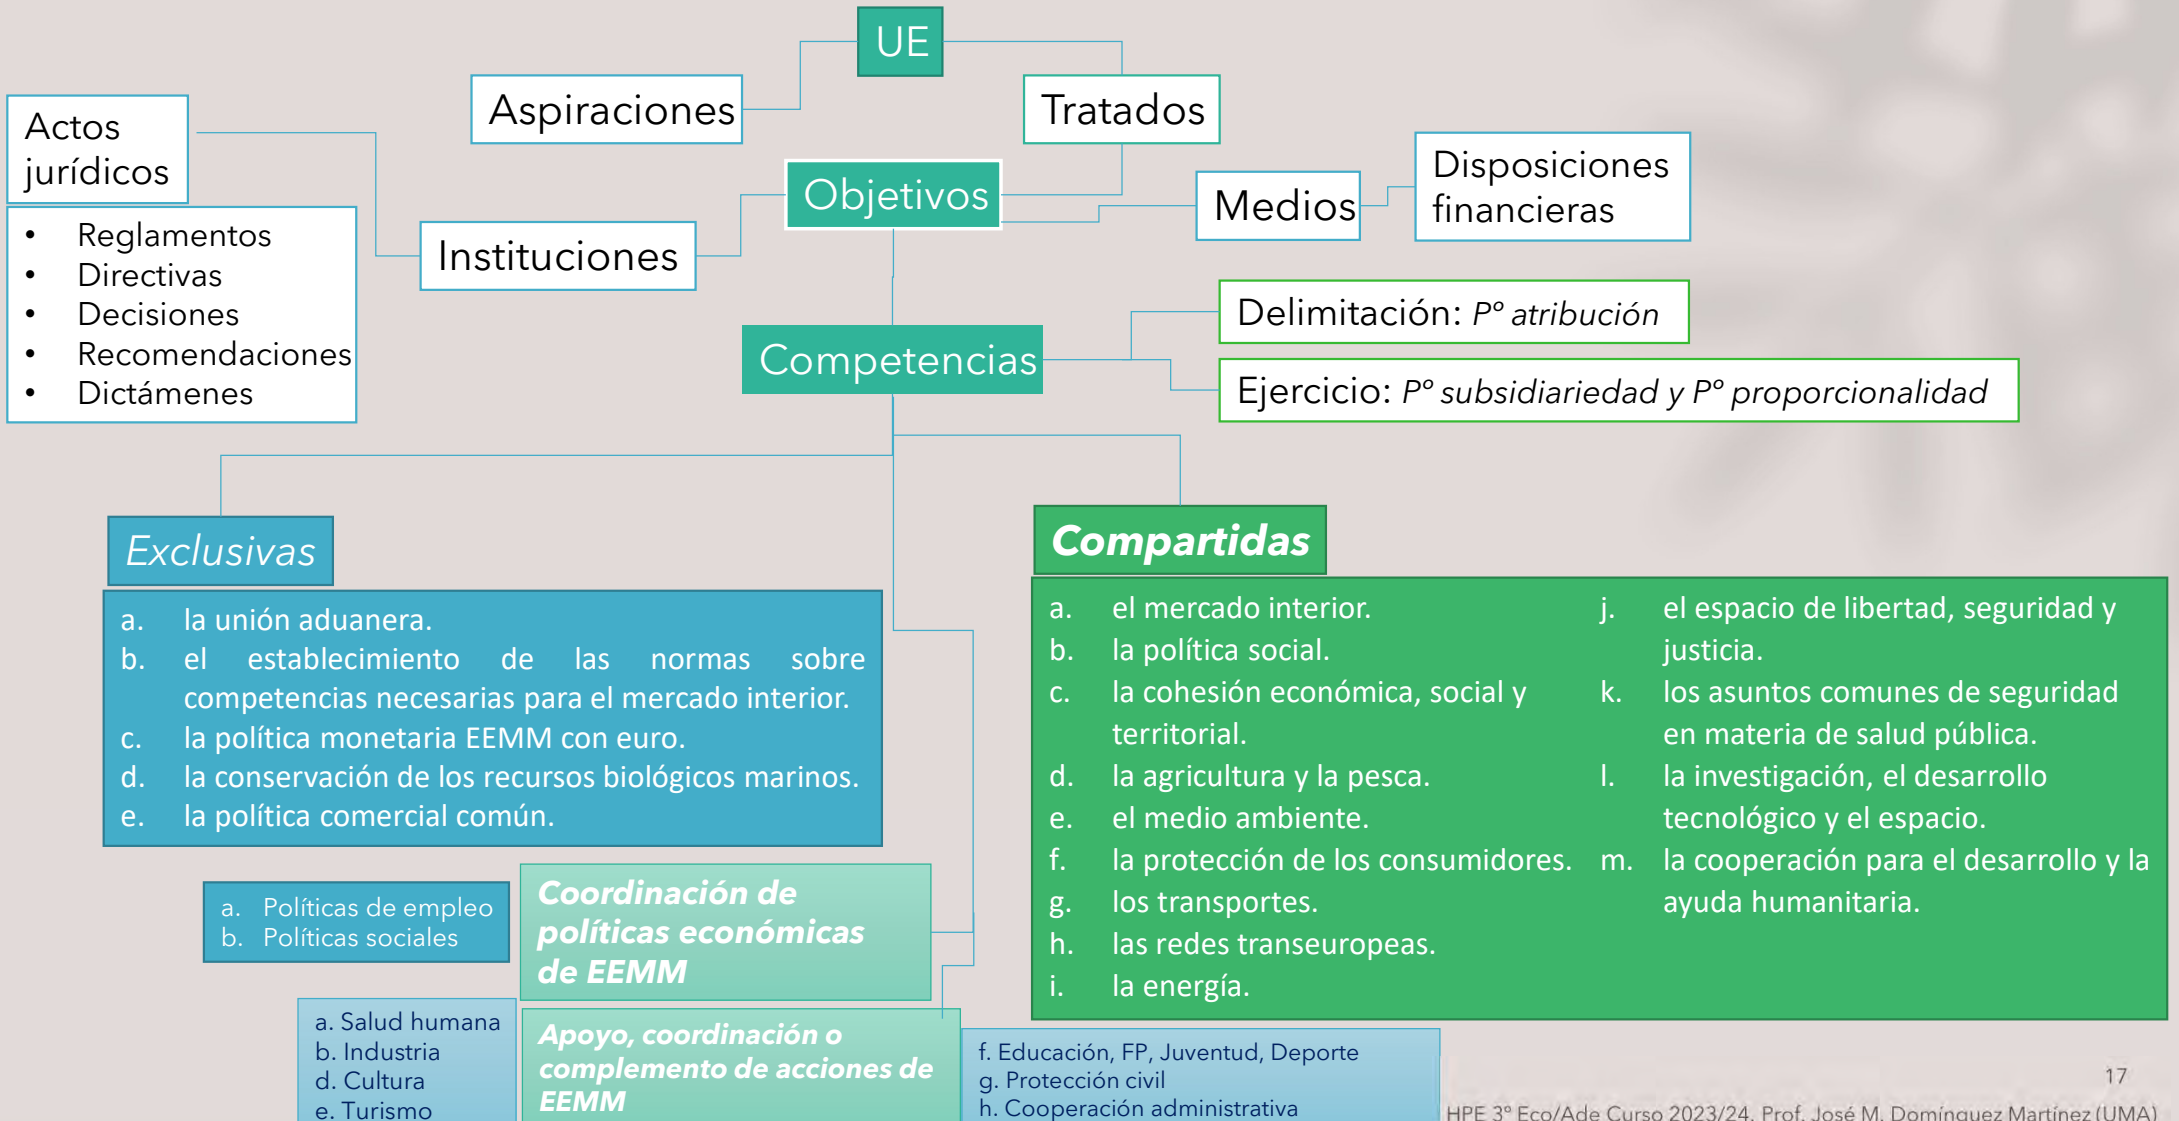 UE
Aspiraciones
Tratados
Actos
jurídicos
• Reglamentos
• Directivas
• Decisiones
• Recomendaciones
• Dictámenes
Objetivos
Instituciones
Medios
Disposiciones
financieras
Competencias
Delimitación: Pº atribución
Ejercicio: Pº subsidiariedad y Pº proporcionalidad
Exclusivas
a. la unión aduanera.
b. el establecimiento de las normas sobre
competencias necesarias para el mercado interior.
c. la política monetaria EEMM con euro.
d. la conservación de los recursos biológicos marinos.
e. la política comercial común.
Compartidas
a. el mercado interior.
b. la política social.
c. la cohesión económica, social y
territorial.
d. la agricultura y la pesca.
e. el medio ambiente.
f. la protección de los consumidores.
g. los transportes.
h. las redes transeuropeas.
i. la energía.
j. el espacio de libertad, seguridad y
justicia.
k. los asuntos comunes de seguridad
en materia de salud pública.
l. la investigación, el desarrollo
tecnológico y el espacio.
m. la cooperación para el desarrollo y la
ayuda humanitaria.
a. Políticas de empleo
b. Políticas sociales
Coordinación de
políticas económicas
de EEMM
a. Salud humana
b. Industria
d. Cultura
e. Turismo
Apoyo, coordinación o
complemento de acciones de
EEMM
f. Educación, FP, Juventud, Deporte
g. Protección civil
h. Cooperación administrativa
17
HPE 3º Eco/Ade Curso 2023/24. Prof. José M. Domínguez Martínez (UMA)